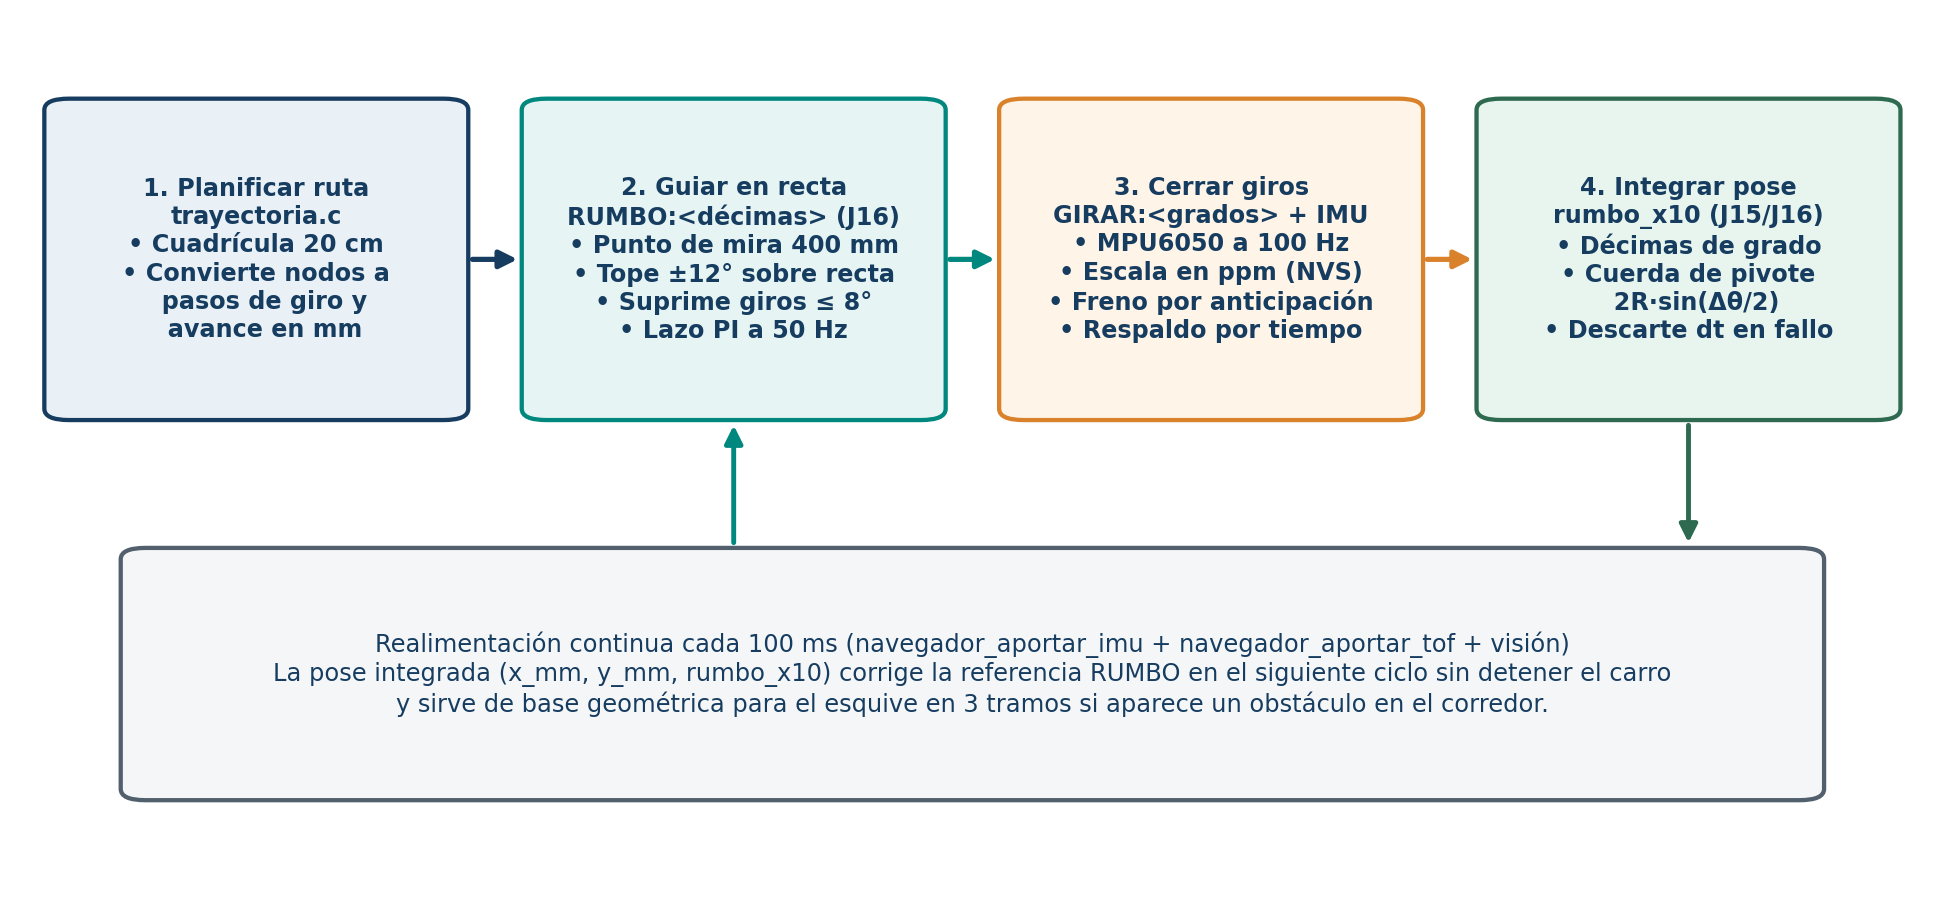 1. Planificar ruta
trayectoria.c
• Cuadrícula 20 cm
• Convierte nodos a
pasos de giro y
avance en mm
2. Guiar en recta
RUMBO:<décimas> (J16)
• Punto de mira 400 mm
• Tope ±12° sobre recta
• Suprime giros ≤ 8°
• Lazo PI a 50 Hz
3. Cerrar giros
GIRAR:<grados> + IMU
• MPU6050 a 100 Hz
• Escala en ppm (NVS)
• Freno por anticipación
• Respaldo por tiempo
4. Integrar pose
rumbo_x10 (J15/J16)
• Décimas de grado
• Cuerda de pivote
2R·sin(Δθ/2)
• Descarte dt en fallo
Realimentación continua cada 100 ms (navegador_aportar_imu + navegador_aportar_tof + visión)
La pose integrada (x_mm, y_mm, rumbo_x10) corrige la referencia RUMBO en el siguiente ciclo sin detener el carro
y sirve de base geométrica para el esquive en 3 tramos si aparece un obstáculo en el corredor.